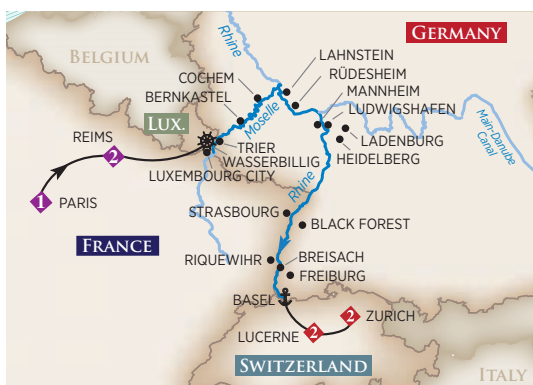 GERMANY
BELGIUM
Rhine
LAHNSTEIN
RÜDESHEIM
COCHEM
MANNHEIM
BERNKASTEL
Moselle
LUDWIGSHAFEN
LUX.
REIMS
2
TRIER
LADENBURG
WASSERBILLIG
HEIDELBERG
Main-Danube
Canal
LUXEMBOURG CITY
1
PARIS
Rhine
STRASBOURG
BLACK FOREST
FRANCE
RIQUEWIHR
BREISACH
FREIBURG
BASEL
2
ZURICH
LUCERNE
2
SWITZERLAND
ITALY